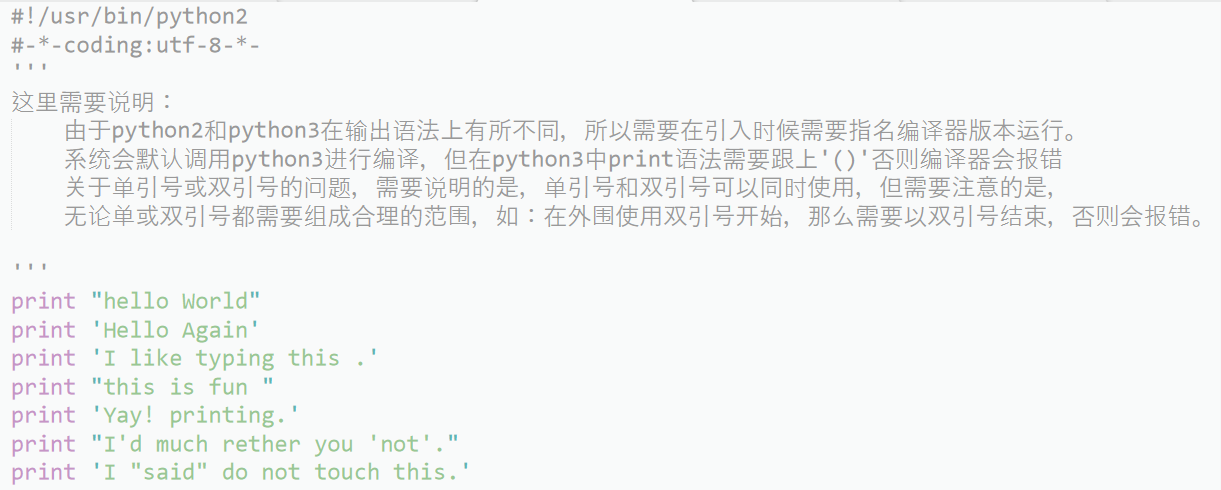 #!/usr/bin/python2
#-*-coding:utf-8-*-
'''
这里需要说明：
    由于python2和python3在输出语法上有所不同, 所以需要在引入时候需要指名编译器版本运行。
    系统会默认调用python3进行编译, 但在python3中print语法需要跟上'()'否则编译器会报错
    关于单引号或双引号的问题, 需要说明的是, 单引号和双引号可以同时使用, 但需要注意的是,
    无论单或双引号都需要组成合理的范围, 如：在外围使用双引号开始, 那么需要以双引号结束, 否则会报错。
'''
print "hello World"
print 'Hello Again'
print 'I like typing this .'
print "this is fun "
print 'Yay! printing.'
print "I'd much rether you 'not'."
print 'I "said" do not touch this.'